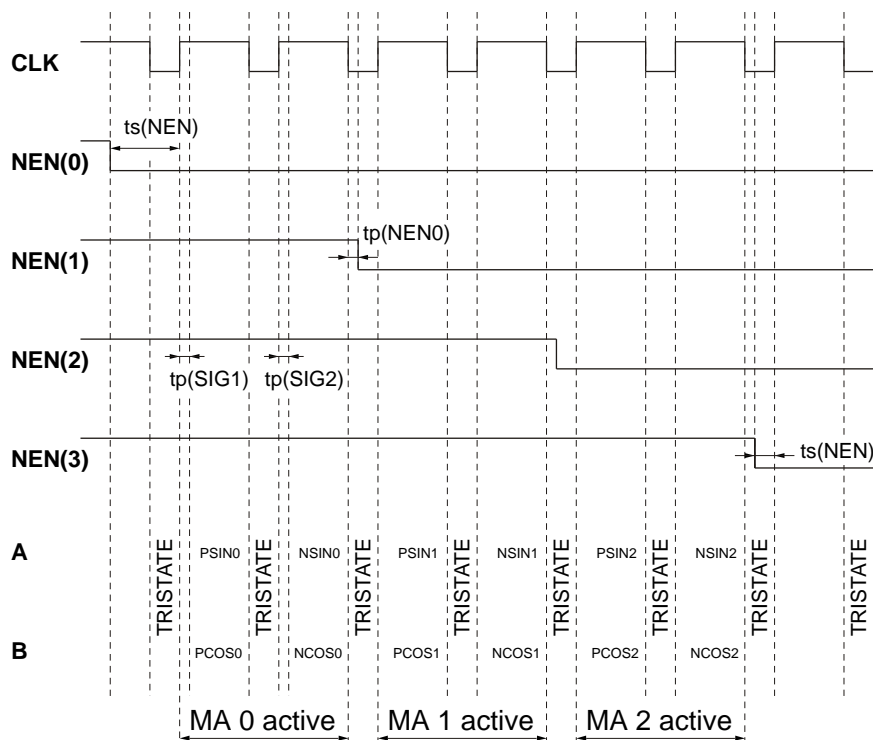 CLK
ts(NEN)
NEN(0)
tp(NEN0)
NEN(1)
NEN(2)
tp(SIG1) tp(SIG2)
NEN(3) ts(NEN)
A TRISTATE PSIN0 TRISTATE NSIN0 TRISTATE PSIN1 TRISTATE NSIN1 TRISTATE PSIN2 TRISTATE NSIN2 TRISTATE TRISTATE
B PCOS0 NCOS0 PCOS1 NCOS1 PCOS2 NCOS2
MA 0 active MA 1 active MA 2 active